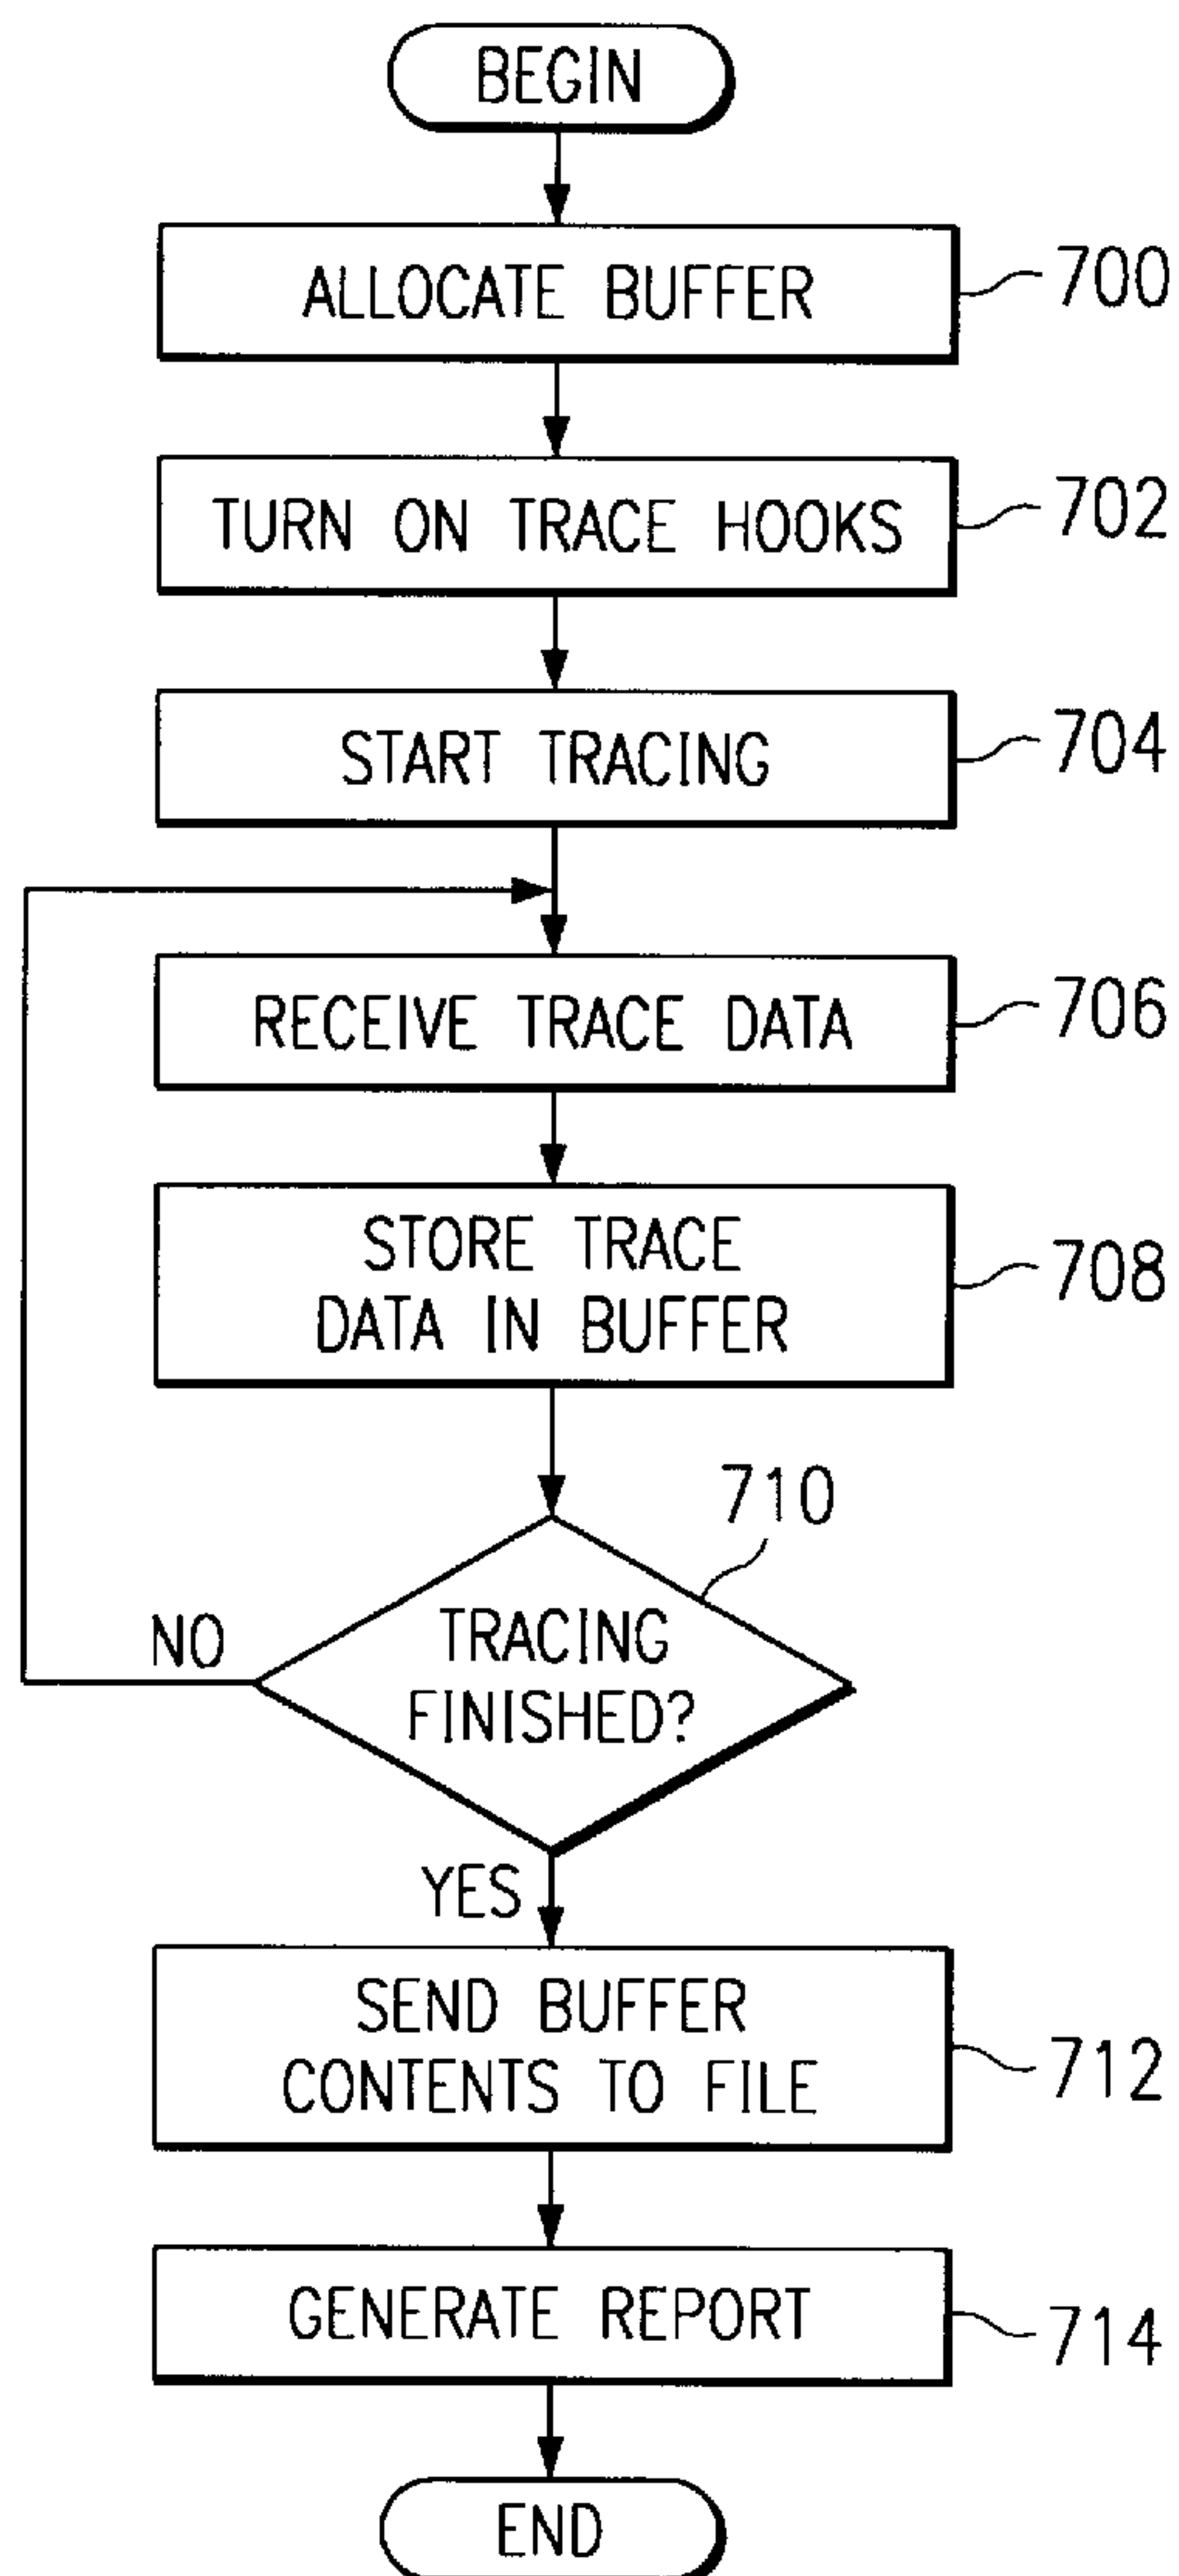 BEGIN
ALLOCATE BUFFER
700
TURN ON TRACE HOOKS
702
START TRACING
704
RECEIVE TRACE DATA
706
STORE TRACE
DATA IN BUFFER
708
710
TRACING
FINISHED?
NO
YES
SEND BUFFER
CONTENTS TO FILE
712
GENERATE REPORT
714
END